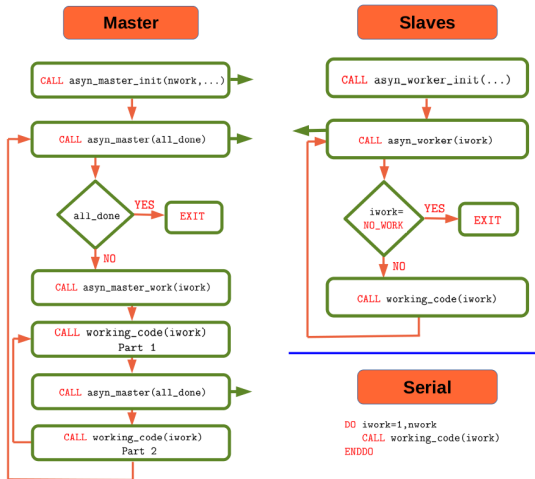 Master
CALL asyn_master_init(nwork,...)
CALL asyn_master(all_done)
all_done
YES
EXIT
NO
CALL asyn_master_work(iwork)
CALL working_code(iwork)
Part 1
CALL asyn_master(all_done)
CALL working_code(iwork)
Part 2
Slaves
CALL asyn_worker_init(...)
CALL asyn_worker(iwork)
iwork=
NO_WORK
YES
EXIT
NO
CALL working_code(iwork)
Serial
DO iwork=1,nwork
CALL working_code(iwork)
ENDDO